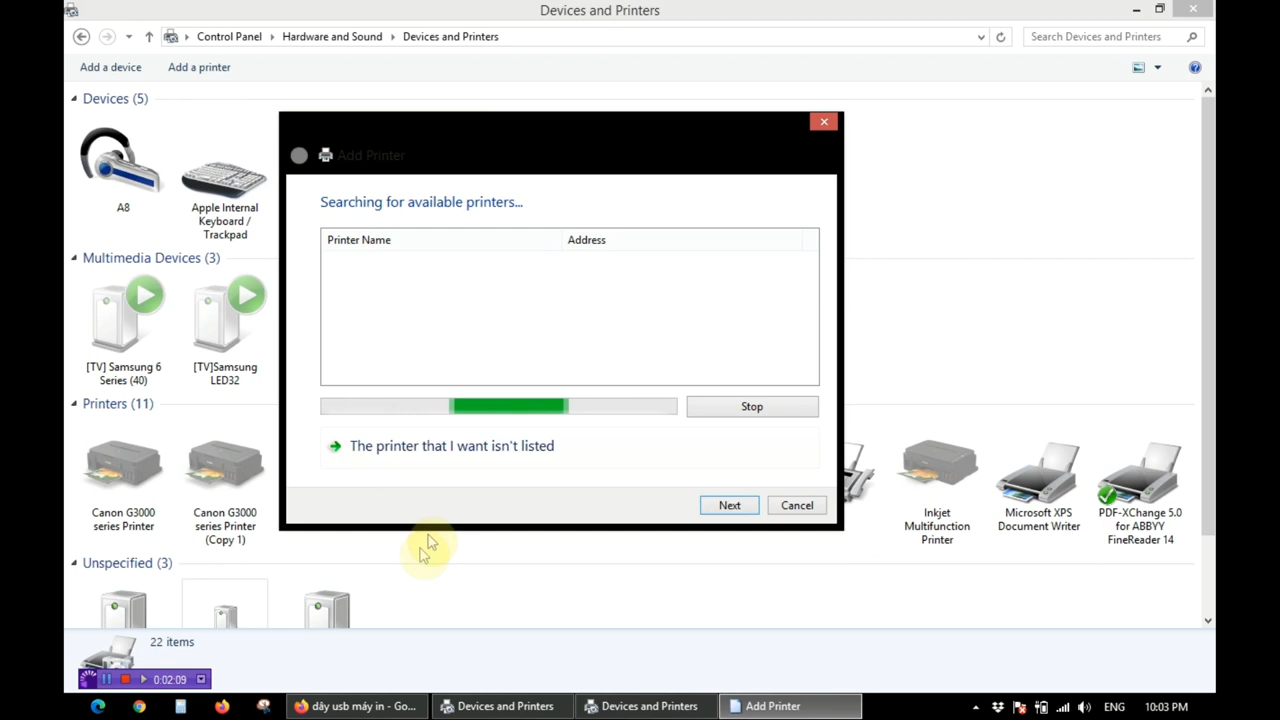 Devices and Printers
Control Panel
Hardware and Sound
Devices and Printers
Search Devices and Printers
Add a device
Add a printer
Devices (5)
A8
Apple Internal
Keyboard /
Trackpad
Multimedia Devices (3)
[TV] Samsung 6
Series (40)
[TV]Samsung
LED32
Printers (11)
Canon G3000
series Printer
Canon G3000
series Printer
(Copy 1)
Inkjet
Multifunction
Printer
Microsoft XPS
Document Writer
PDF-XChange 5.0
for ABBYY
FineReader 14
Unspecified (3)
Add Printer
Searching for available printers...
Printer Name
Address
Stop
The printer that I want isn't listed
Next
Cancel
22 items
0:02:09
dây usb máy in - Go...
Devices and Printers
Devices and Printers
Add Printer
ENG
10:03 PM